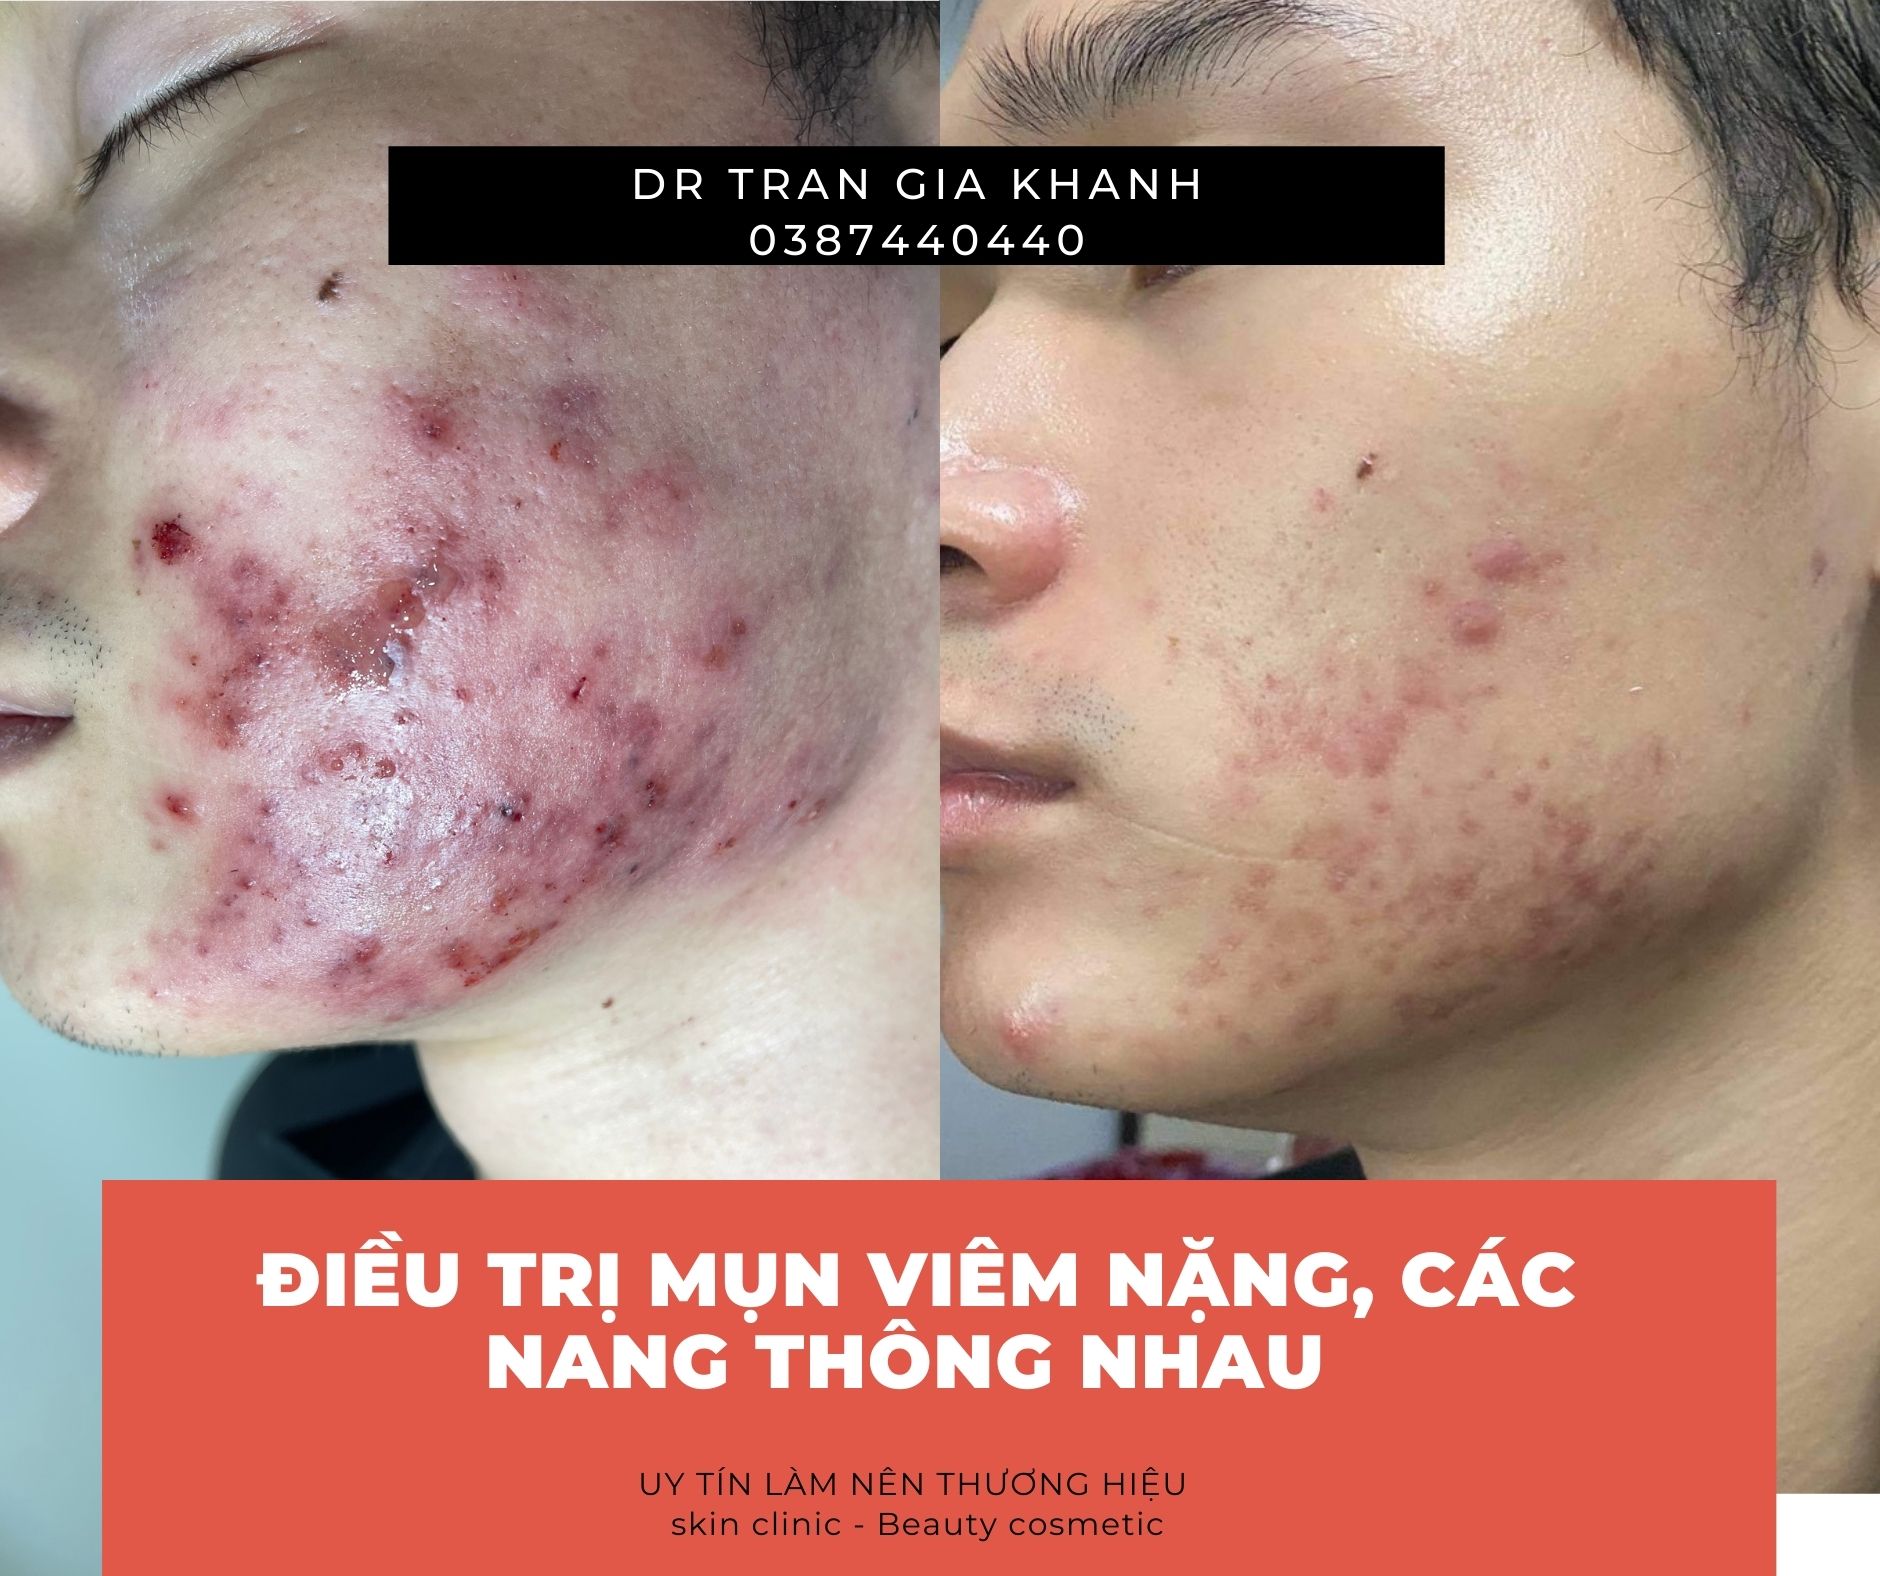 DR TRAN GIA KHANH
0387440440
ĐIỀU TRỊ MỤN VIÊM NẶNG, CÁC
NANG THÔNG NHAU
UY TÍN LÀM NÊN THƯƠNG HIỆU
skin clinic - Beauty cosmetic